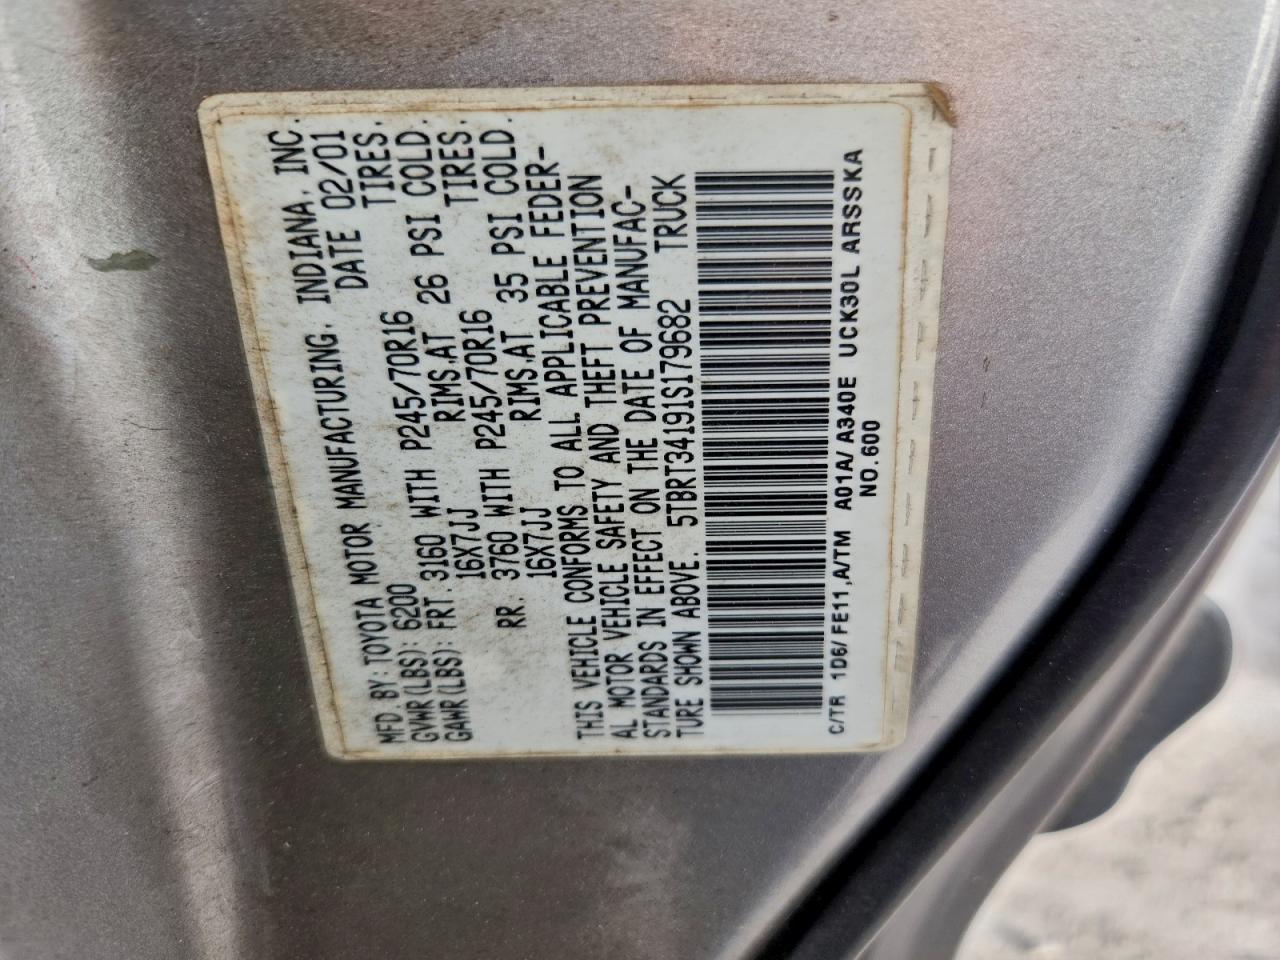 MFD. BY: TOYOTA MOTOR MANUFACTURING, INDIANA, INC.
DATE 02/01
GVWR(LBS): 6200
GAWR(LBS): FRT. 3160 WITH P245/70R16 TIRES,
16X7JJ RIMS,AT 26 PSI COLD.
RR. 3760 WITH P245/70R16 TIRES,
16X7JJ RIMS,AT 35 PSI COLD.
THIS VEHICLE CONFORMS TO ALL APPLICABLE FEDER-
AL MOTOR VEHICLE SAFETY AND THEFT PREVENTION
STANDARDS IN EFFECT ON THE DATE OF MANUFAC-
TURE SHOWN ABOVE. 5TBRT34191S179682 TRUCK
C/TR 1D6/FE11,A/TM A01A/A340E UCK30L ARSSKA
NO.600